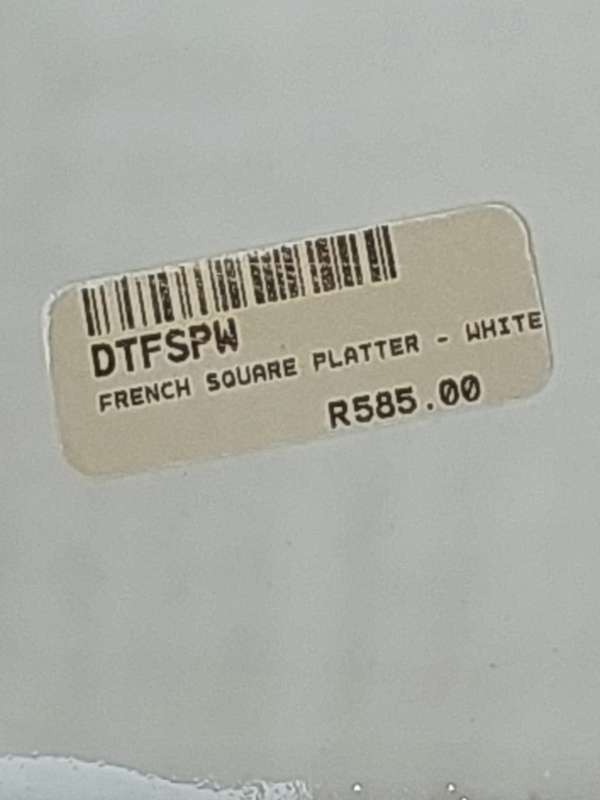 DTFSPW
FRENCH SQUARE PLATTER - WHITE
R585.00